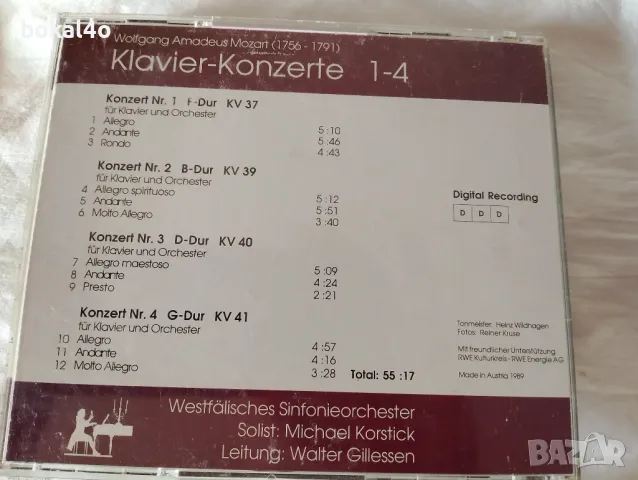 bokal4o
Wolfgang Amadeus Mozart (1756 - 1791)
Klavier-Konzerte 1-4
Konzert Nr. 1 F-Dur KV 37
für Klavier und Orchester
1 Allegro 5:10
2 Andante 5:46
3 Rondo 4:43
Konzert Nr. 2 B-Dur KV 39
für Klavier und Orchester
4 Allegro spirituoso 5:12
5 Andante 5:51
6 Molto Allegro 3:40
Digital Recording
D D D
Konzert Nr. 3 D-Dur KV 40
für Klavier und Orchester
7 Allegro maestoso 5:09
8 Andante 4:24
9 Presto 2:21
Konzert Nr. 4 G-Dur KV 41
für Klavier und Orchester
10 Allegro 4:57
11 Andante 4:16
12 Molto Allegro 3:28 Total: 55:17
Tonmeister: Heinz Wildhagen
Fotos: Reiner Kruse
Mit freundlicher Unterstützung
RWE Kulturkreis - RWE Energie AG
Made in Austria 1989
Westfälisches Sinfonieorchester
Solist: Michael Korstick
Leitung: Walter Gillessen
BAZAR